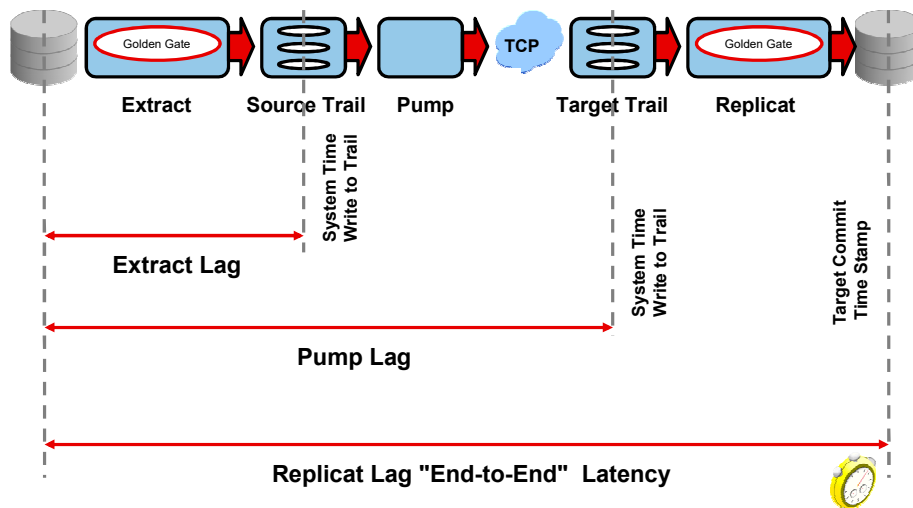 Golden Gate
TCP
Golden Gate
Extract
Source Trail
Pump
Target Trail
Replicat
System Time
Write to Trail
System Time
Write to Trail
Target Commit
Time Stamp
Extract Lag
Pump Lag
Replicat Lag "End-to-End" Latency